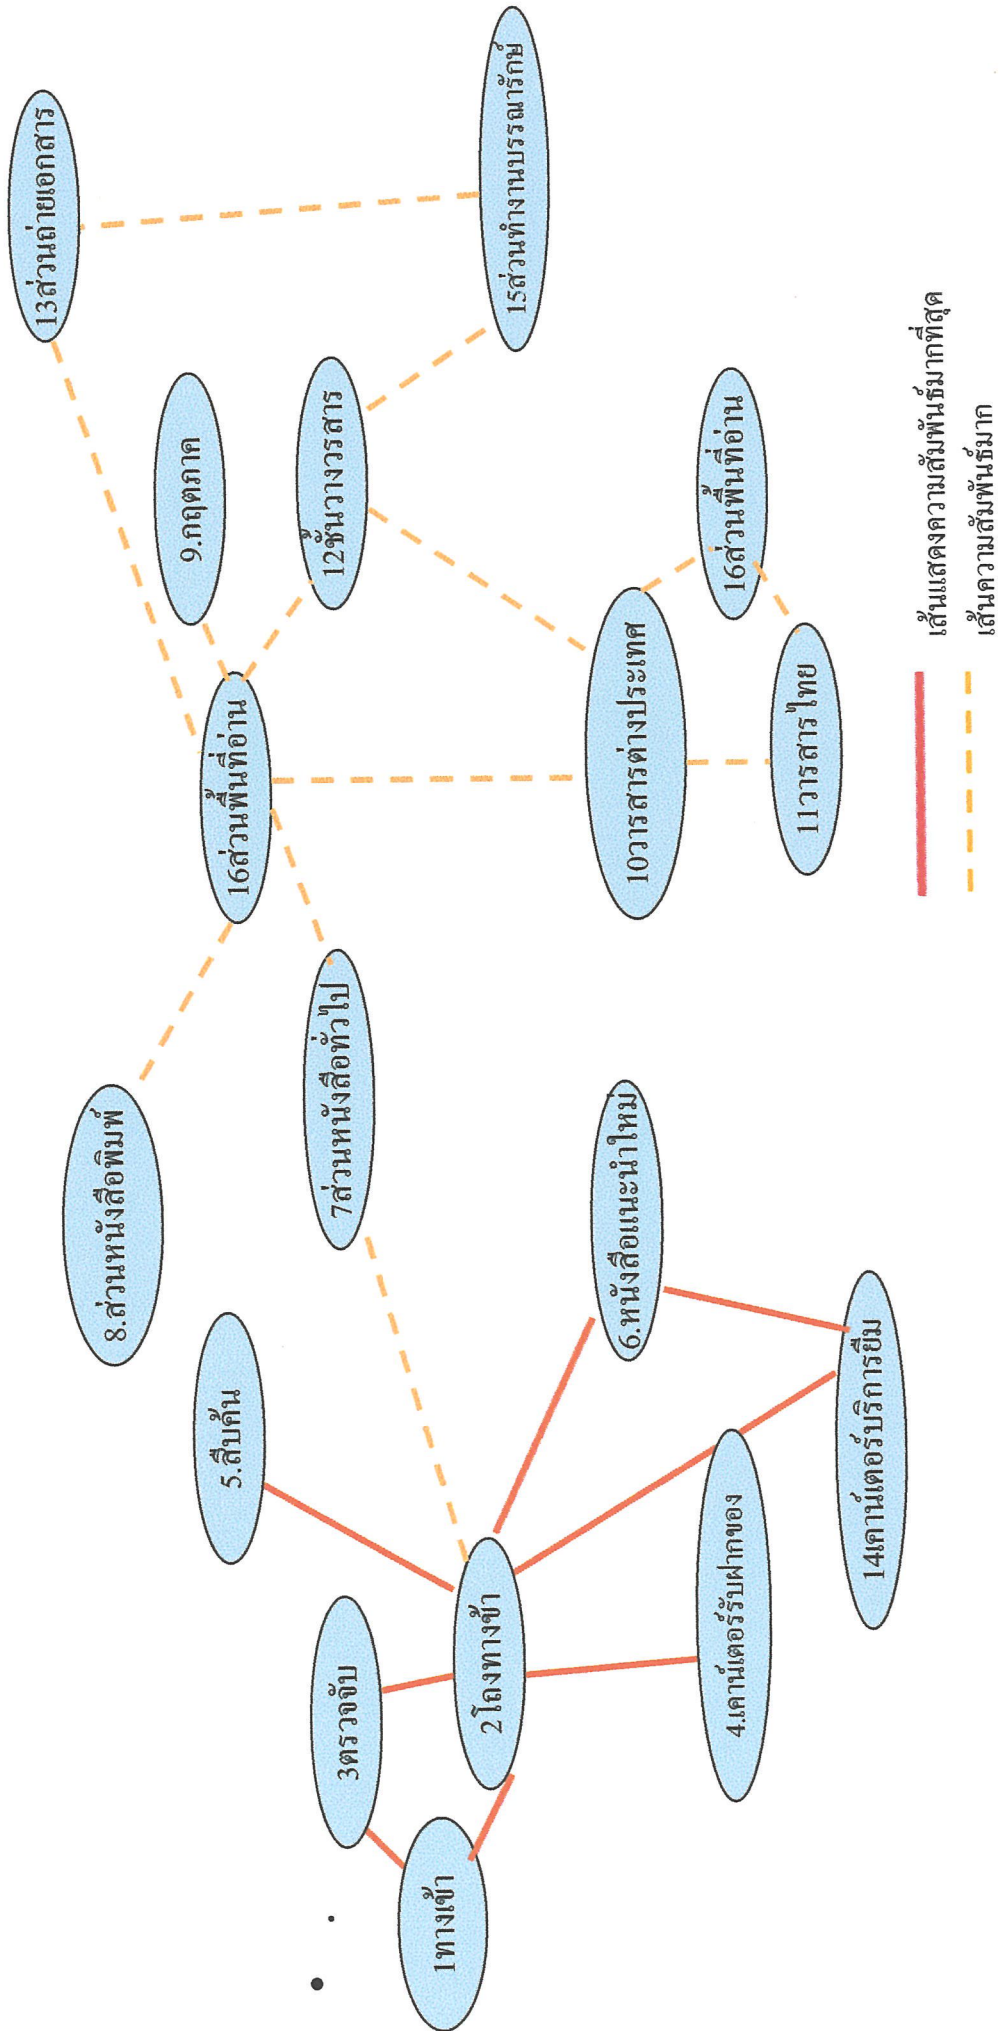 1ทางเข้า
3ตรวจจับ
2โถงทางข้า
5.สืบค้น
4.เคาน์เตอร์รับฝากของ
14เคาน์เตอร์บริการยืม
6.หนังสือแนะนำใหม่
8.ส่วนหนังสือพิมพ์
7ส่วนหนังสือทั่วไป
16ส่วนพื้นที่อ่าน
9.กฤตภาค
12ชั้นวางวรสาร
13ส่วนถ่ายเอกสาร
15ส่วนทำงานบรรณารักษ์
10วารสารต่างประเทศ
16ส่วนพื้นที่อ่าน
11วารสารไทย
เส้นแสดงความสัมพันธ์มากที่สุด
เส้นความสัมพันธ์มาก